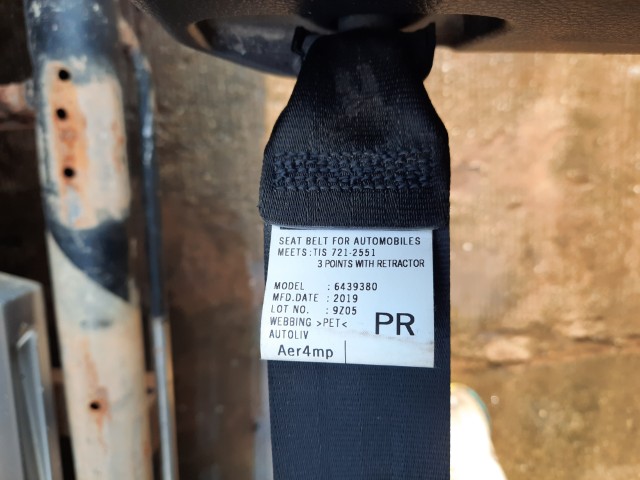 SEAT BELT FOR AUTOMOBILES
MEETS : TIS 721-2551
3 POINTS WITH RETRACTOR
MODEL : 6439380
MFD.DATE : 2019
LOT NO. : 9Z05
WEBBING >PET<
AUTOLIV
PR
Aer4mp